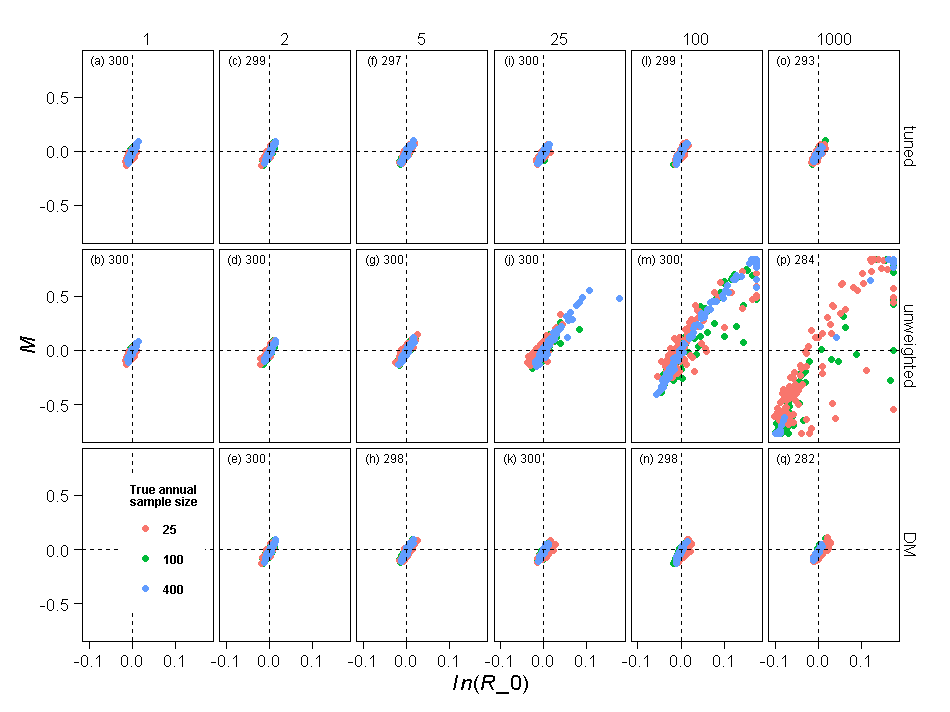 1 2 5 25 100 1000
(a) 300 (c) 299 (f) 297 (i) 300 (l) 299 (o) 293
0.5
0.0
-0.5
tuned
(b) 300 (d) 300 (g) 300 (j) 300 (m) 300 (p) 284
0.5
0.0
-0.5
M
unweighted
(e) 300 (h) 298 (k) 300 (n) 298 (q) 282
0.5
0.0
-0.5
True annual
sample size
25
100
400
DM
-0.1 0.0 0.1 -0.1 0.0 0.1 -0.1 0.0 0.1 -0.1 0.0 0.1 -0.1 0.0 0.1 -0.1 0.0 0.1
ln(R_0)